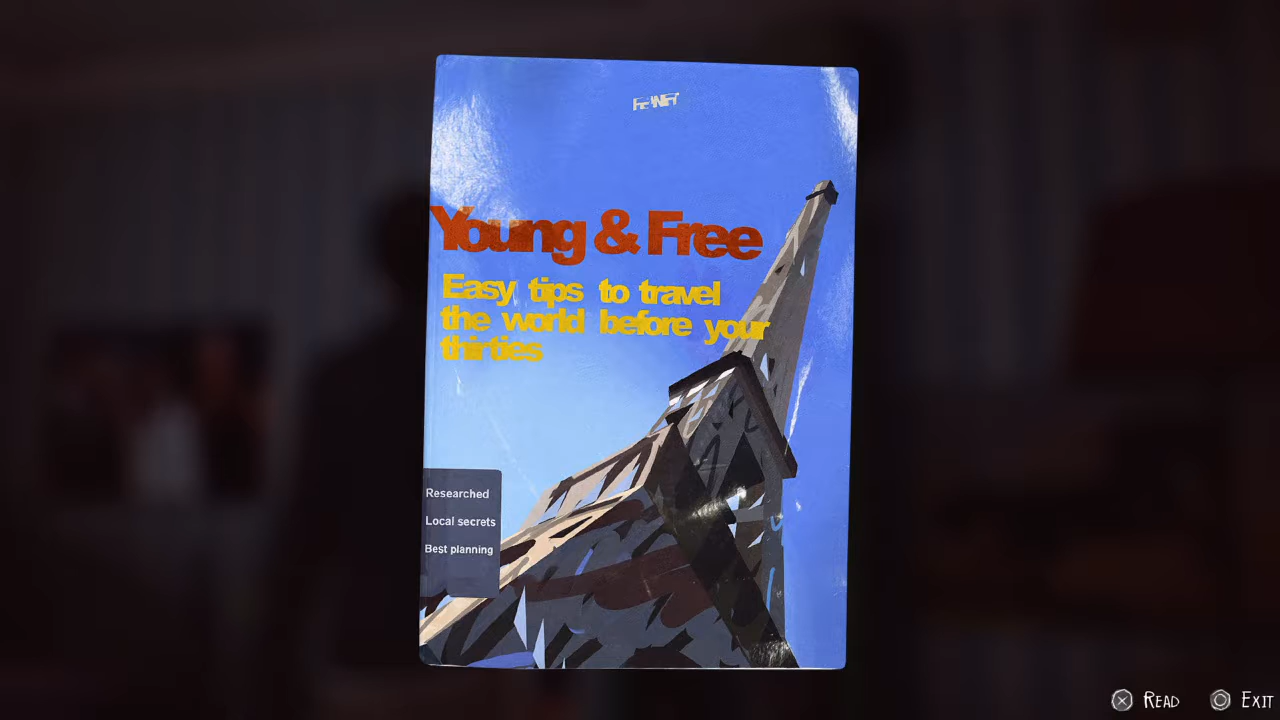 Young & Free
Easy tips to travel
the world before your
thirties
Researched
Local secrets
Best planning
READ
EXIT